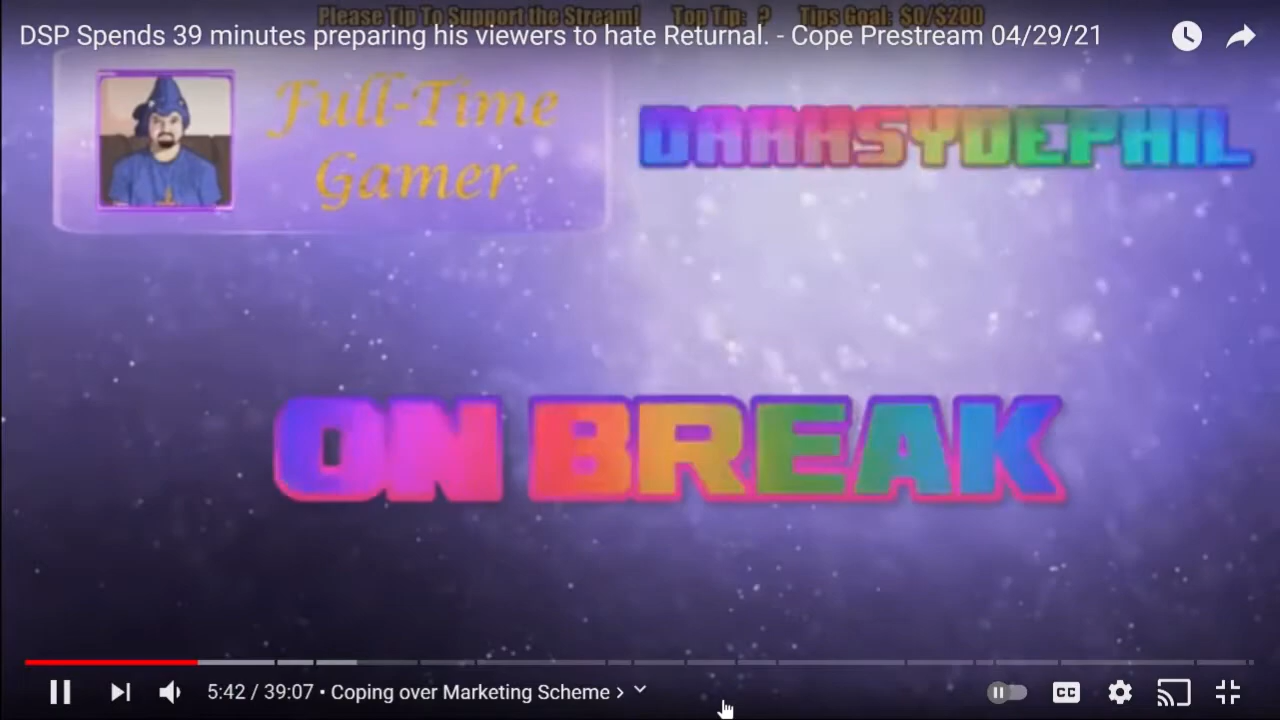 Please Tip To Support the Stream! Top Tip: ? Tips Goal: $0/$200
DSP Spends 39 minutes preparing his viewers to hate Returnal. - Cope Prestream 04/29/21
Full-Time
Gamer
DARKSYDEPHIL
ON BREAK
5:42 / 39:07 • Coping over Marketing Scheme ›
CC